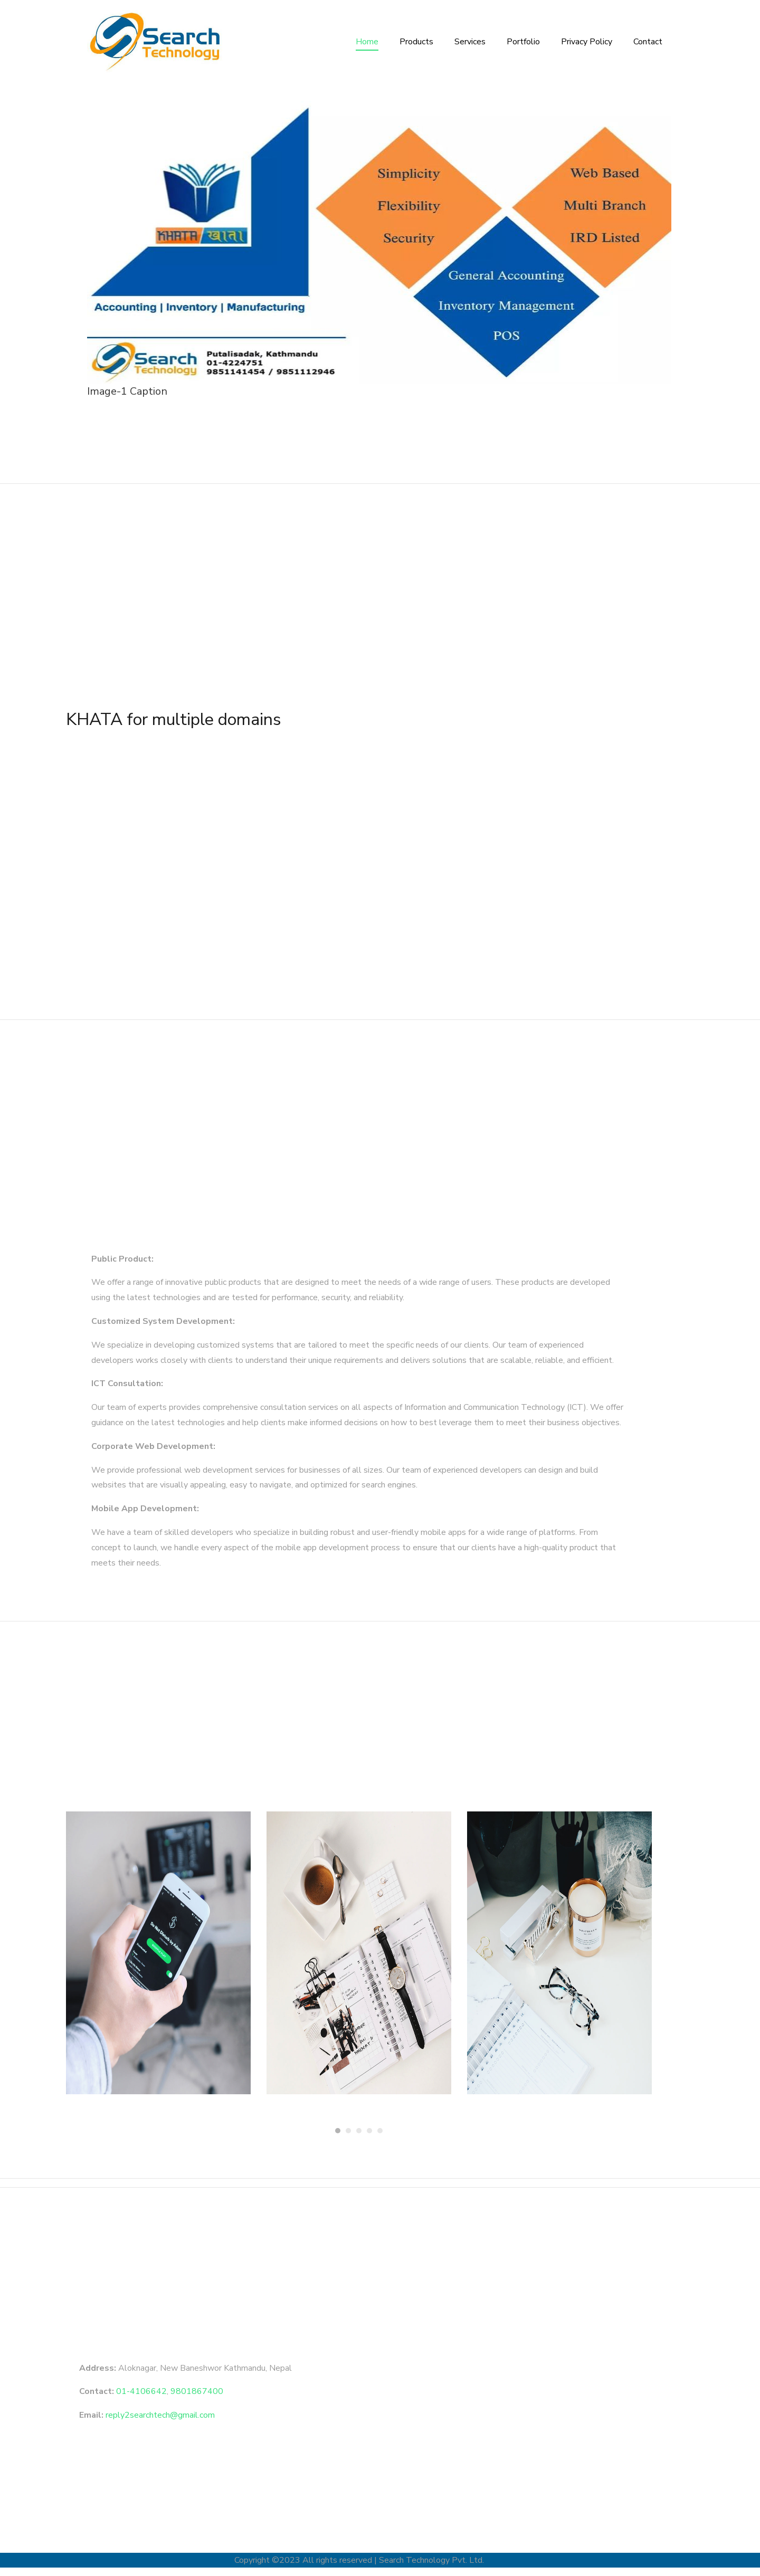 Search
Technology
Home
Products
Services
Portfolio
Privacy Policy
Contact
KHATA खाता
Accounting | Inventory | Manufacturing
Simplicity
Flexibility
Security
Web Based
Multi Branch
IRD Listed
General Accounting
Inventory Management
POS
Search
Technology
Putalisadak, Kathmandu
01-4224751
9851141454 / 9851112946
Image-1 Caption
KHATA for multiple domains
Public Product:
We offer a range of innovative public products that are designed to meet the needs of a wide range of users. These products are developed
using the latest technologies and are tested for performance, security, and reliability.
Customized System Development:
We specialize in developing customized systems that are tailored to meet the specific needs of our clients. Our team of experienced
developers works closely with clients to understand their unique requirements and delivers solutions that are scalable, reliable, and efficient.
ICT Consultation:
Our team of experts provides comprehensive consultation services on all aspects of Information and Communication Technology (ICT). We offer
guidance on the latest technologies and help clients make informed decisions on how to best leverage them to meet their business objectives.
Corporate Web Development:
We provide professional web development services for businesses of all sizes. Our team of experienced developers can design and build
websites that are visually appealing, easy to navigate, and optimized for search engines.
Mobile App Development:
We have a team of skilled developers who specialize in building robust and user-friendly mobile apps for a wide range of platforms. From
concept to launch, we handle every aspect of the mobile app development process to ensure that our clients have a high-quality product that
meets their needs.
Address: Aloknagar, New Baneshwor Kathmandu, Nepal
Contact: 01-4106642, 9801867400
Email: reply2searchtech@gmail.com
Copyright ©2023 All rights reserved | Search Technology Pvt. Ltd.